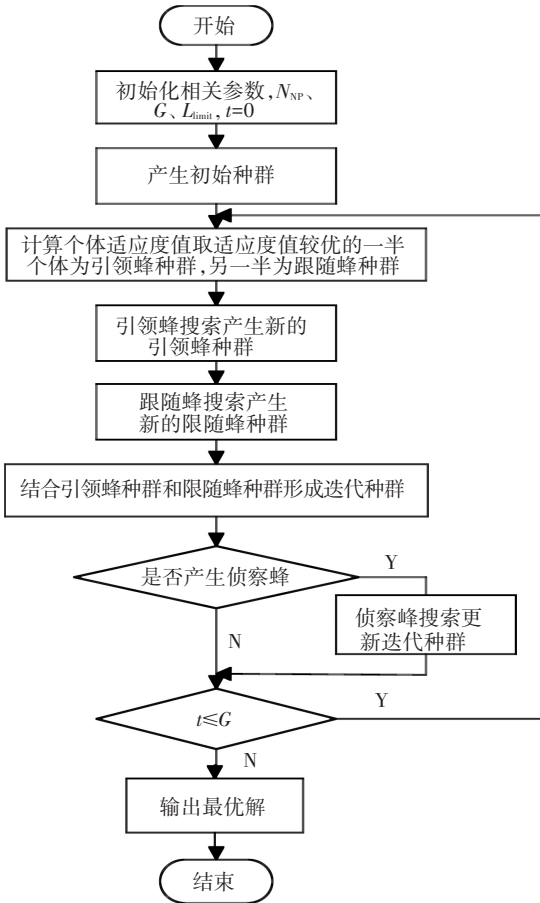 开始
初始化相关参数,N_NP、
G、L_limit, t=0
产生初始种群
计算个体适应度值取适应度值较优的一半
个体为引领蜂种群,另一半为跟随蜂种群
引领蜂搜索产生新的
引领蜂种群
跟随蜂搜索产生
新的限随蜂种群
结合引领蜂种群和限随蜂种群形成迭代种群
是否产生侦察蜂
Y
侦察峰搜索更
新迭代种群
N
t≤G
Y
N
输出最优解
结束